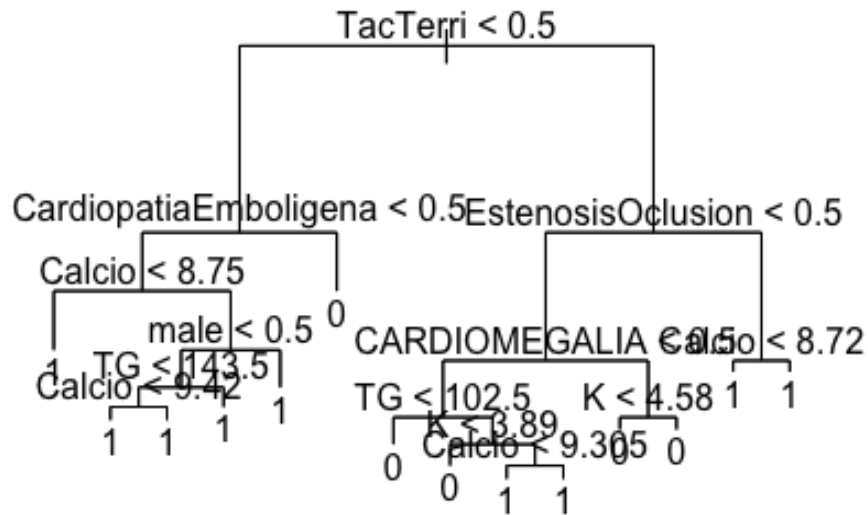 TacTerri < 0.5
CardiopatiaEmboligena < 0.5
EstenosisOclusion < 0.5
Calcio < 8.75
0
male < 0.5
CARDIOMEGALIA < 0.5
Calcio < 8.72
1
TG < 143.5
Calcio < 9.42
1
1
1
1
TG < 102.5
K < 4.58
1
1
K < 3.89
0
Calcio < 9.305
0
0
0
1
1